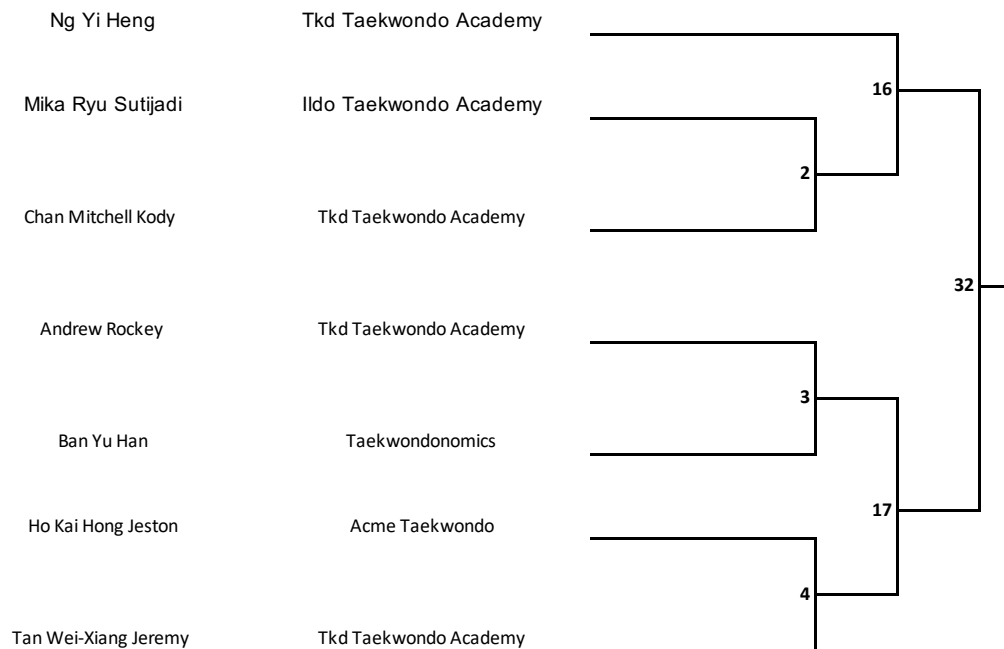 Ng Yi Heng Tkd Taekwondo Academy
16
Mika Ryu Sutijadi Ildo Taekwondo Academy
2
Chan Mitchell Kody Tkd Taekwondo Academy
32
Andrew Rockey Tkd Taekwondo Academy
3
Ban Yu Han Taekwondonomics
17
Ho Kai Hong Jeston Acme Taekwondo
4
Tan Wei-Xiang Jeremy Tkd Taekwondo Academy